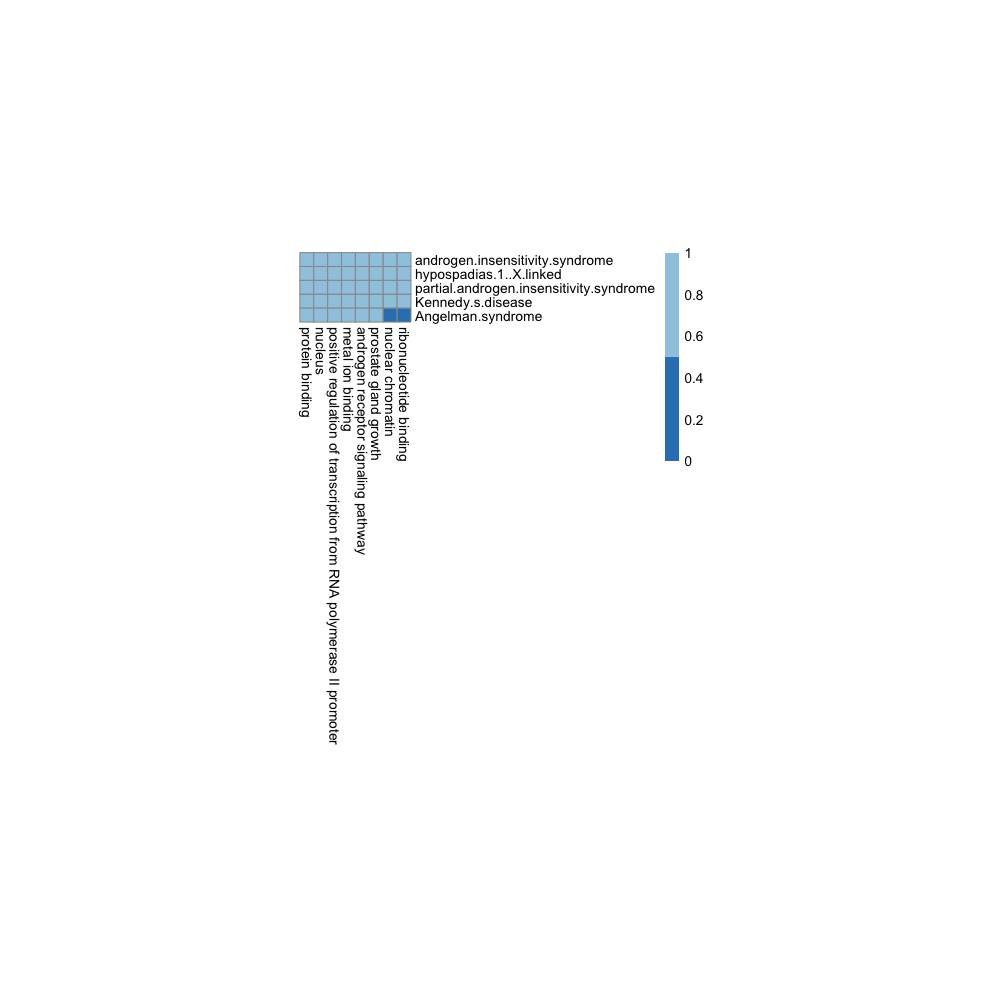 androgen.insensitivity.syndrome
hypospadias.1..X.linked
partial.androgen.insensitivity.syndrome
Kennedy.s.disease
Angelman.syndrome
protein binding
nucleus
positive regulation of transcription from RNA polymerase II promoter
metal ion binding
androgen receptor signaling pathway
prostate gland growth
nuclear chromatin
ribonucleotide binding
1
0.8
0.6
0.4
0.2
0